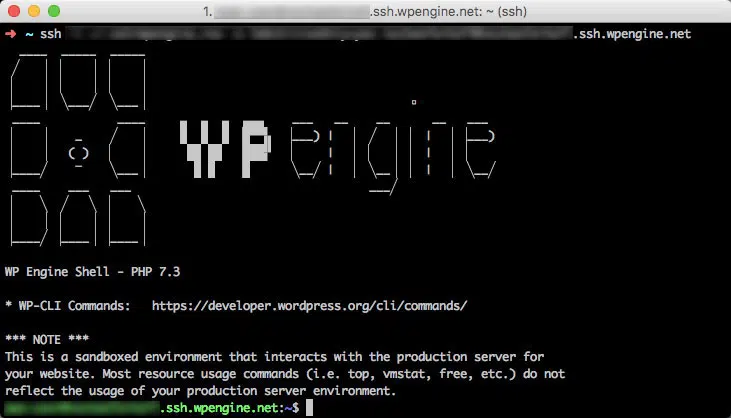 1. .ssh.wpengine.net: ~ (ssh)
➜ ~ ssh .ssh.wpengine.net
WP engine
WP Engine Shell - PHP 7.3
* WP-CLI Commands: https://developer.wordpress.org/cli/commands/
*** NOTE ***
This is a sandboxed environment that interacts with the production server for
your website. Most resource usage commands (i.e. top, vmstat, free, etc.) do not
reflect the usage of your production server environment.
.ssh.wpengine.net:~$